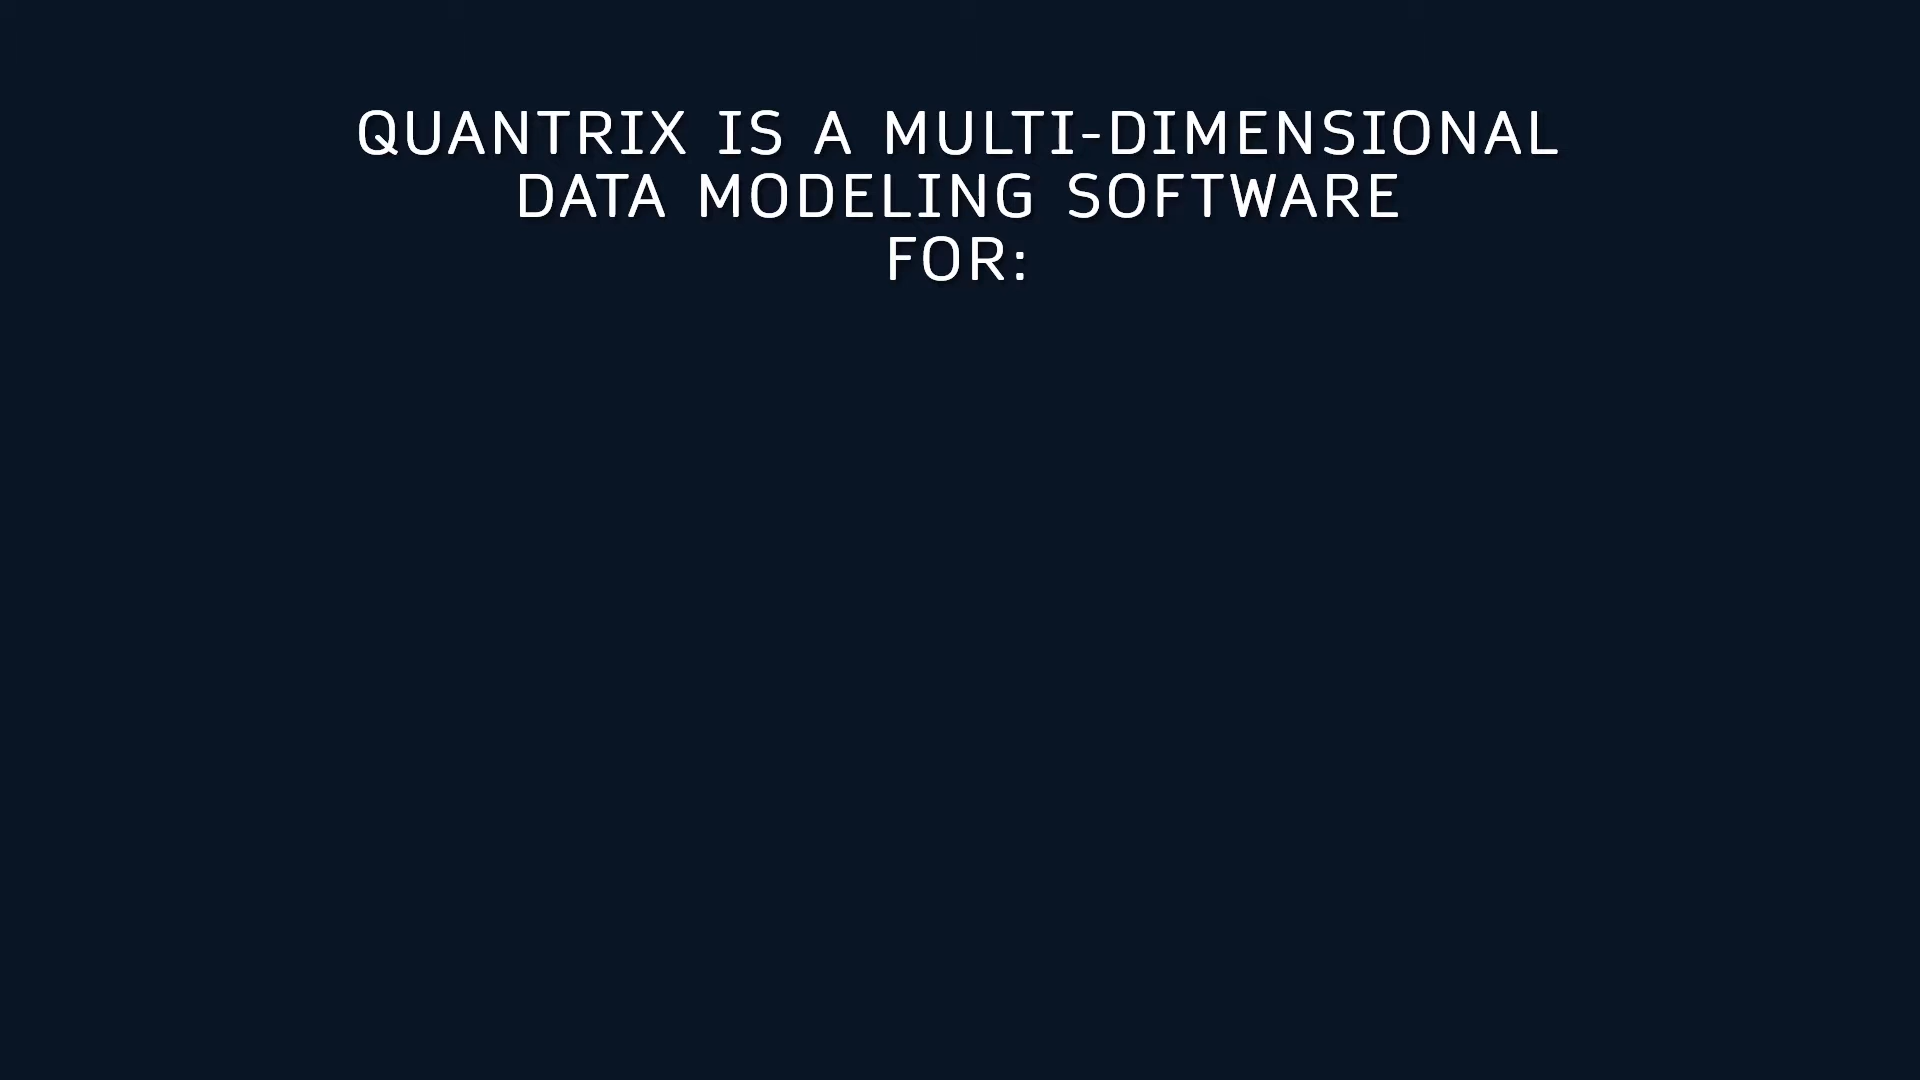 QUANTRIX IS A MULTI-DIMENSIONAL
DATA MODELING SOFTWARE
FOR: